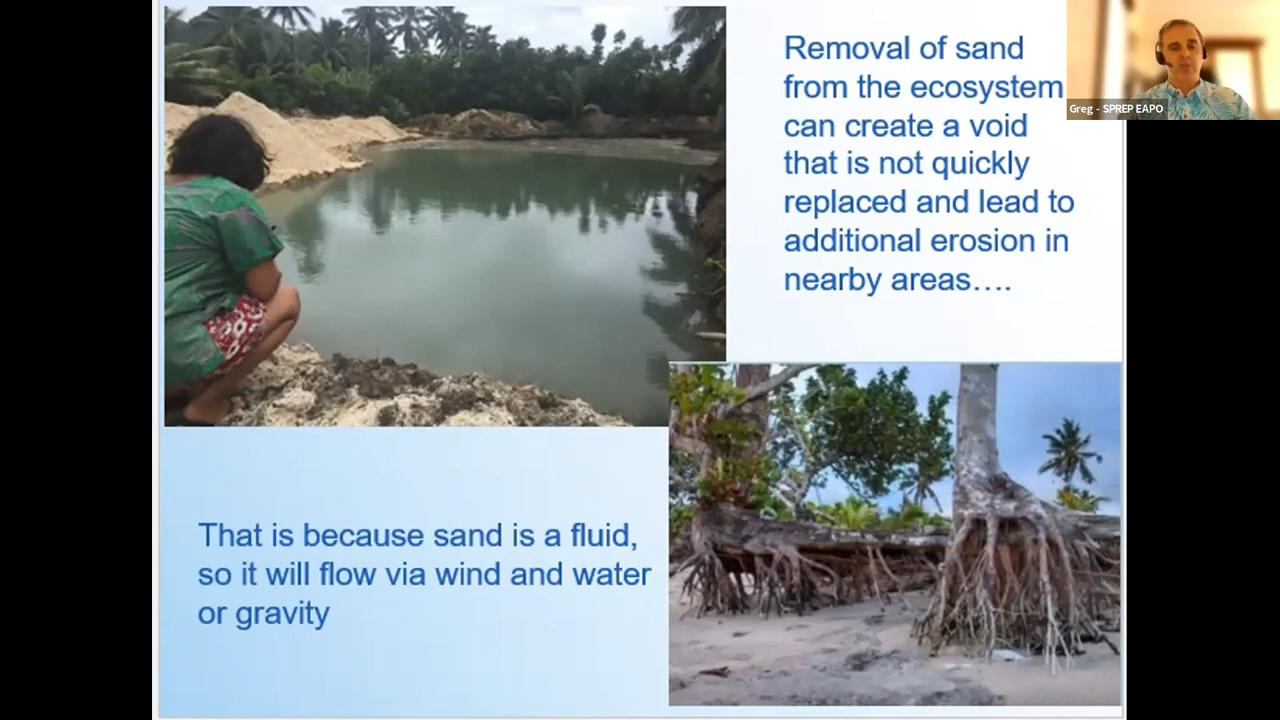 Removal of sand
from the ecosystem
can create a void
that is not quickly
replaced and lead to
additional erosion in
nearby areas….
Greg - SPREP EAPO
That is because sand is a fluid,
so it will flow via wind and water
or gravity